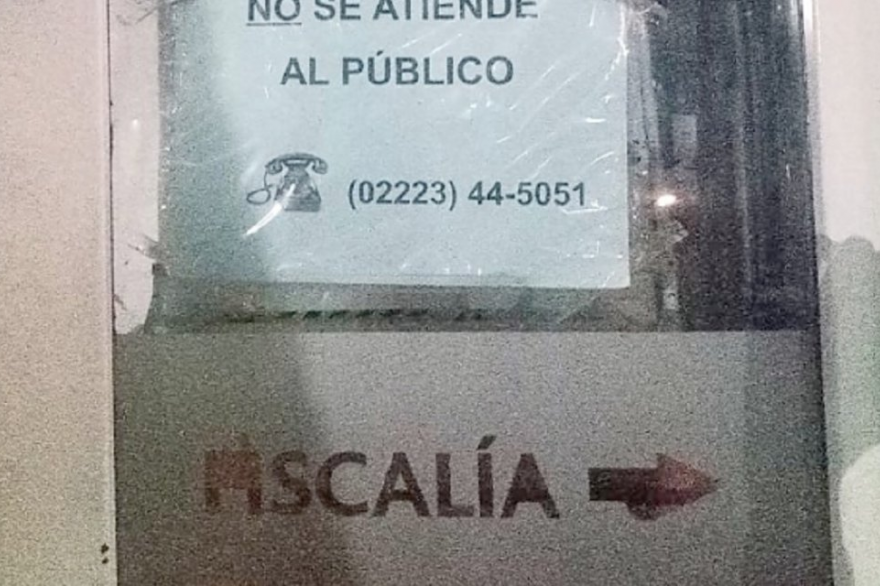 NO SE ATIENDE
AL PÚBLICO
(02223) 44-5051
FISCALÍA